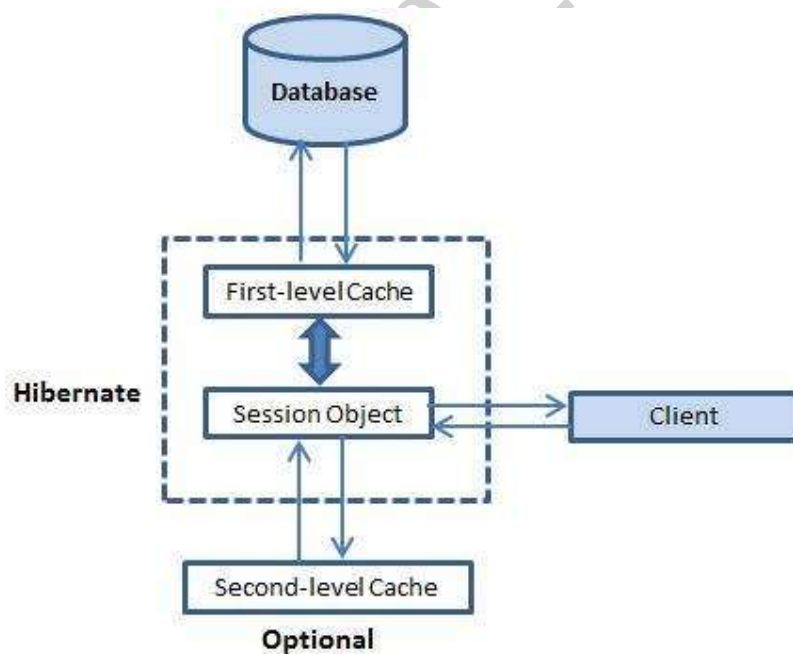 Database
First-level Cache
Hibernate
Session Object
Client
Second-level Cache
Optional